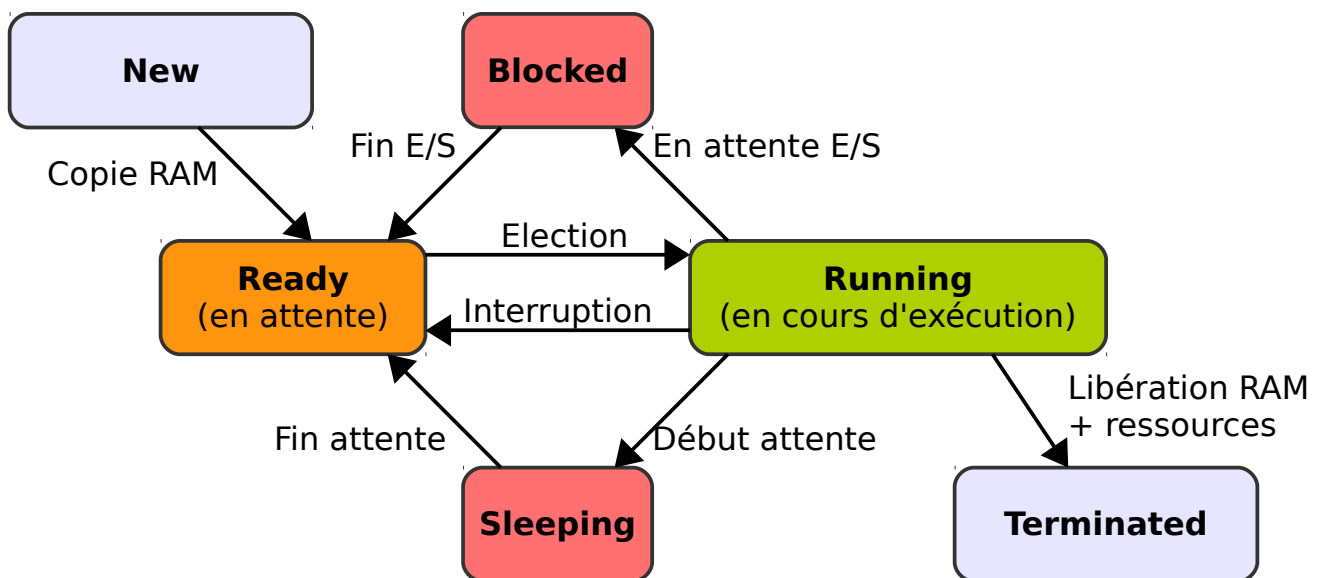 New
Blocked
Fin E/S
En attente E/S
Copie RAM
Election
Ready
(en attente)
Running
(en cours d'exécution)
Interruption
Libération RAM
+ ressources
Fin attente
Début attente
Sleeping
Terminated